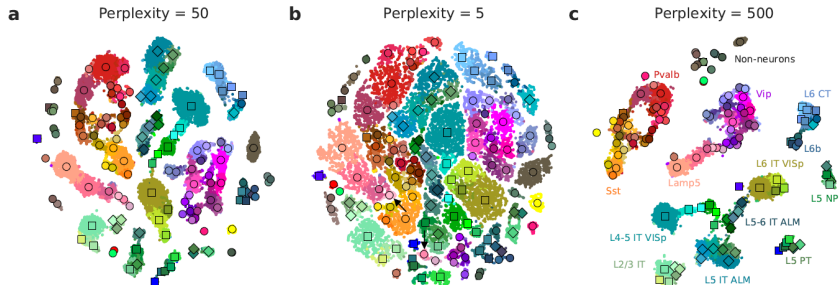 a
Perplexity = 50
b
Perplexity = 5
c
Perplexity = 500
Non-neurons
Pvalb
Vip
L6 CT
L6b
L6 IT VISp
Lamp5
Sst
L5 NP
L5-6 IT ALM
L4-5 IT VISp
L5 PT
L2/3 IT
L5 IT ALM